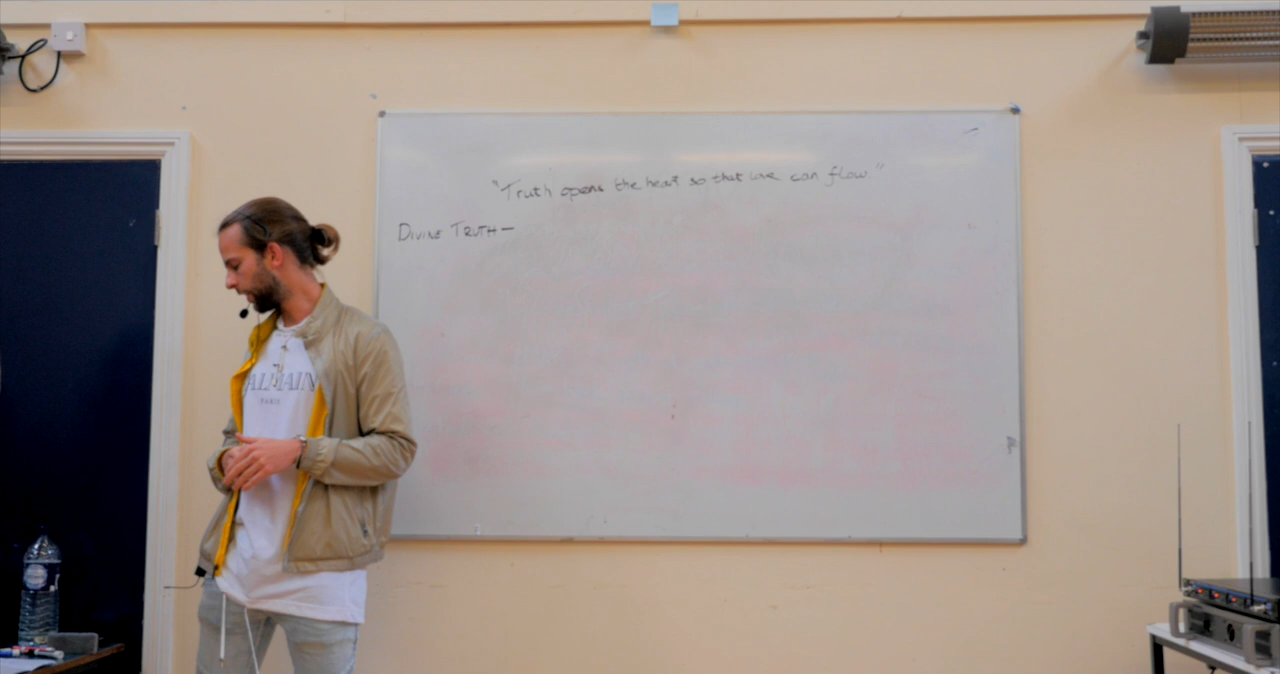 "Truth opens the heart so that love can flow."
DIVINE TRUTH —
BALMAIN
PARIS